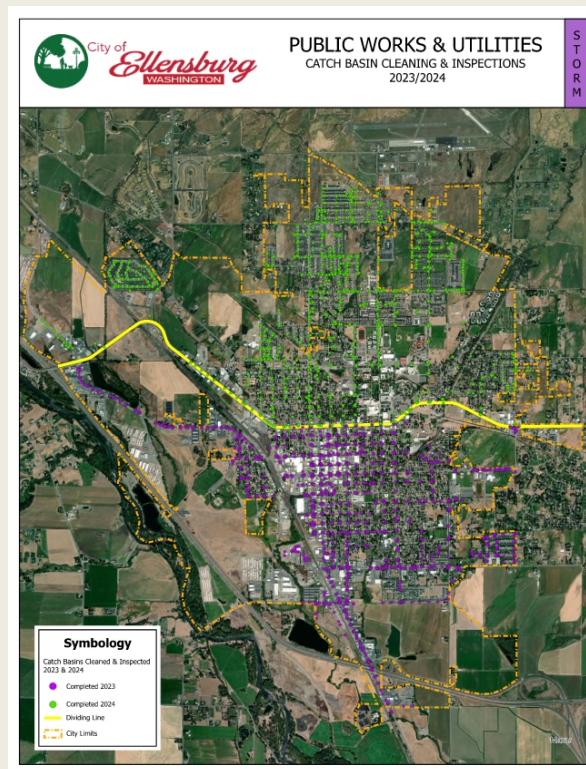 City of
Ellensburg
WASHINGTON
PUBLIC WORKS & UTILITIES
CATCH BASIN CLEANING & INSPECTIONS
2023/2024
STORM
Symbology
Catch Basins Cleaned & Inspected
2023 & 2024
Completed 2023
Completed 2024
Dividing Line
City Limits